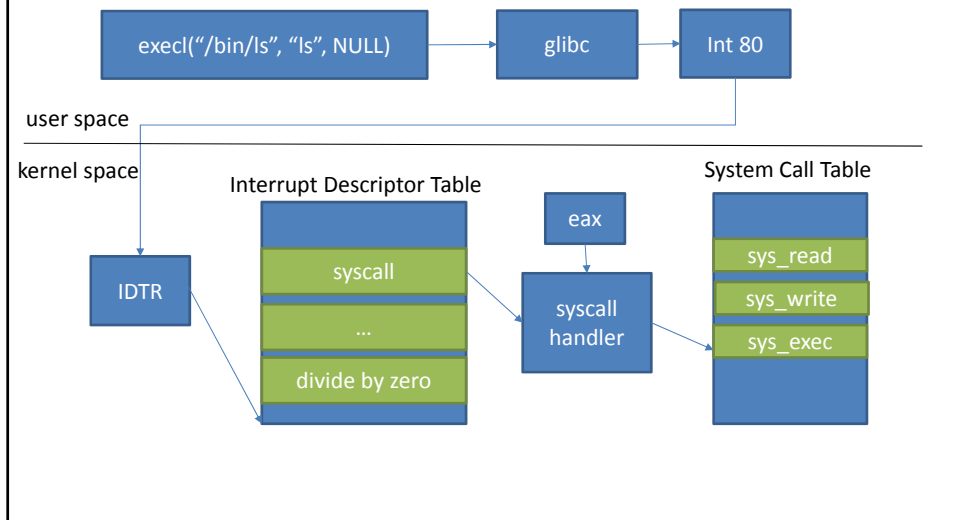 execl(“/bin/ls”, “ls”, NULL)
glibc
Int 80
user space
kernel space
Interrupt Descriptor Table
System Call Table
IDTR
syscall
...
divide by zero
eax
syscall
handler
sys_read
sys_write
sys_exec